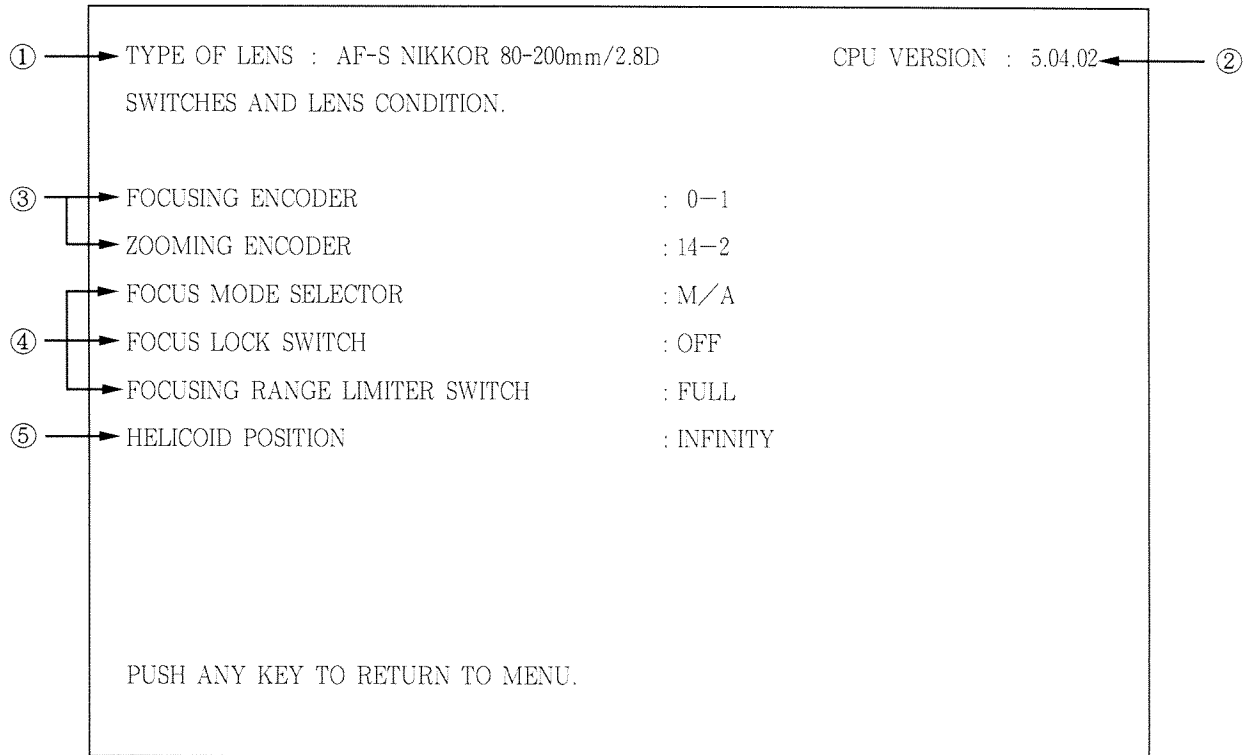 ① TYPE OF LENS : AF-S NIKKOR 80-200mm/2.8D CPU VERSION : 5.04.02 ②
SWITCHES AND LENS CONDITION.
③ FOCUSING ENCODER : 0−1
ZOOMING ENCODER : 14−2
FOCUS MODE SELECTOR : M/A
④ FOCUS LOCK SWITCH : OFF
FOCUSING RANGE LIMITER SWITCH : FULL
⑤ HELICOID POSITION : INFINITY
PUSH ANY KEY TO RETURN TO MENU.